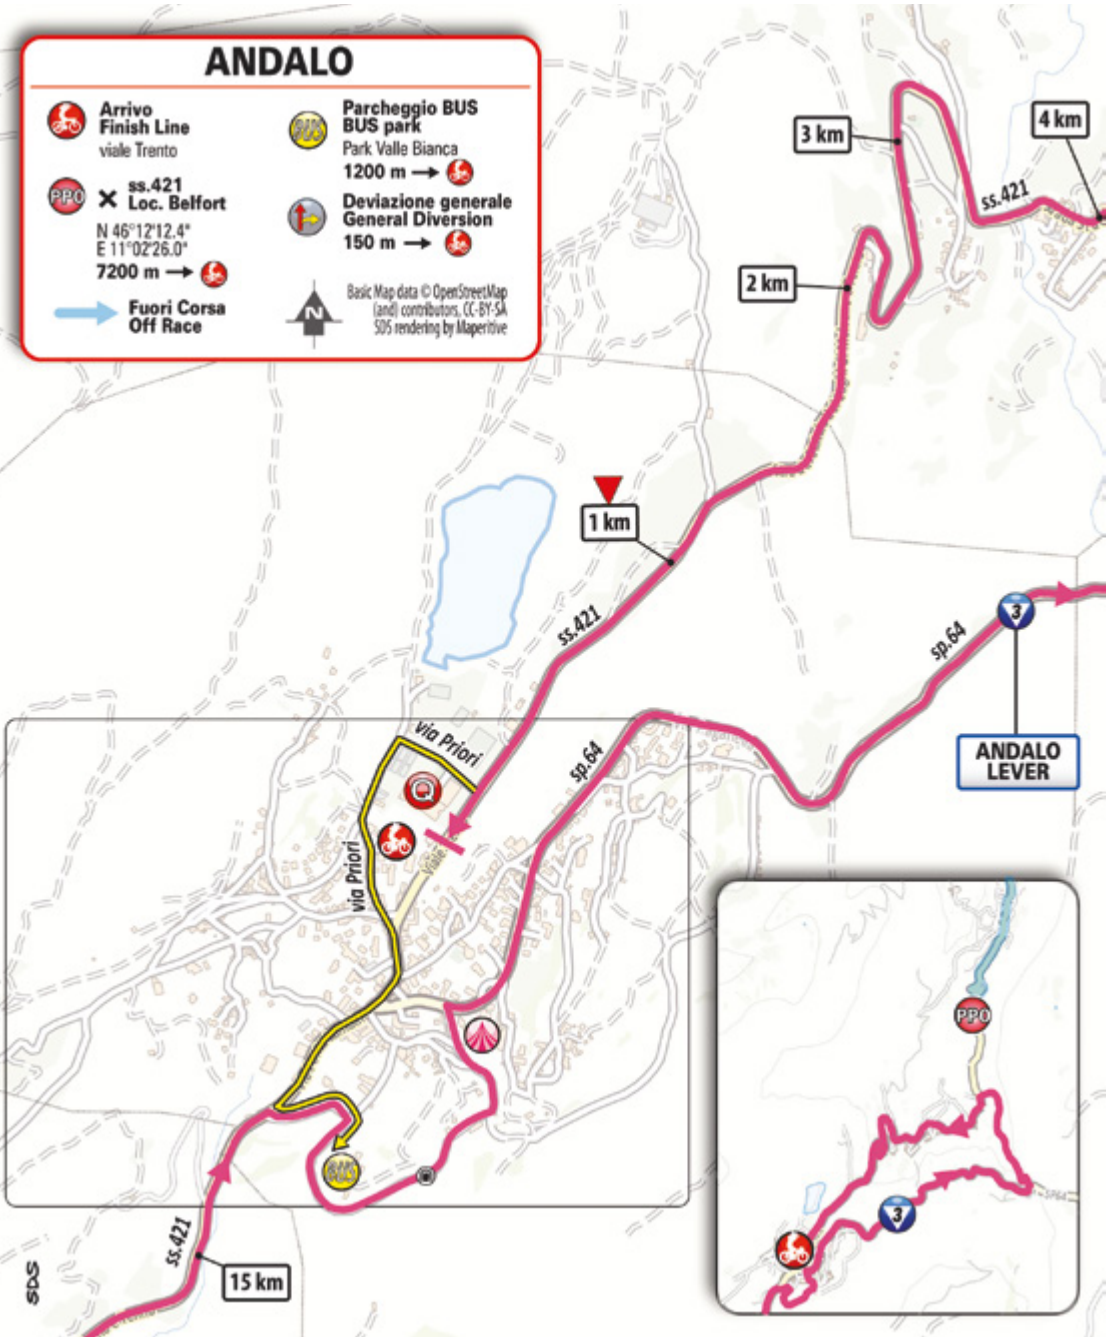 ANDALO
Arrivo
Finish Line
viale Trento
PPO
ss.421
Loc. Belfort
N 46°12'12.4"
E 11°02'26.0"
7200 m
Fuori Corsa
Off Race
BUS
Parcheggio BUS
BUS park
Park Valle Bianca
1200 m
Deviazione generale
General Diversion
150 m
N
Basic Map data © OpenStreetMap
(and) contributors, CC-BY-SA
SDS rendering by Maperitive
4 km
3 km
ss.421
2 km
1 km
ss.421
3
sp.64
ANDALO
LEVER
via Priori
sp.64
Q
Viale
via Priori
BUS
ss.421
15 km
SDS
PPO
3
SP64